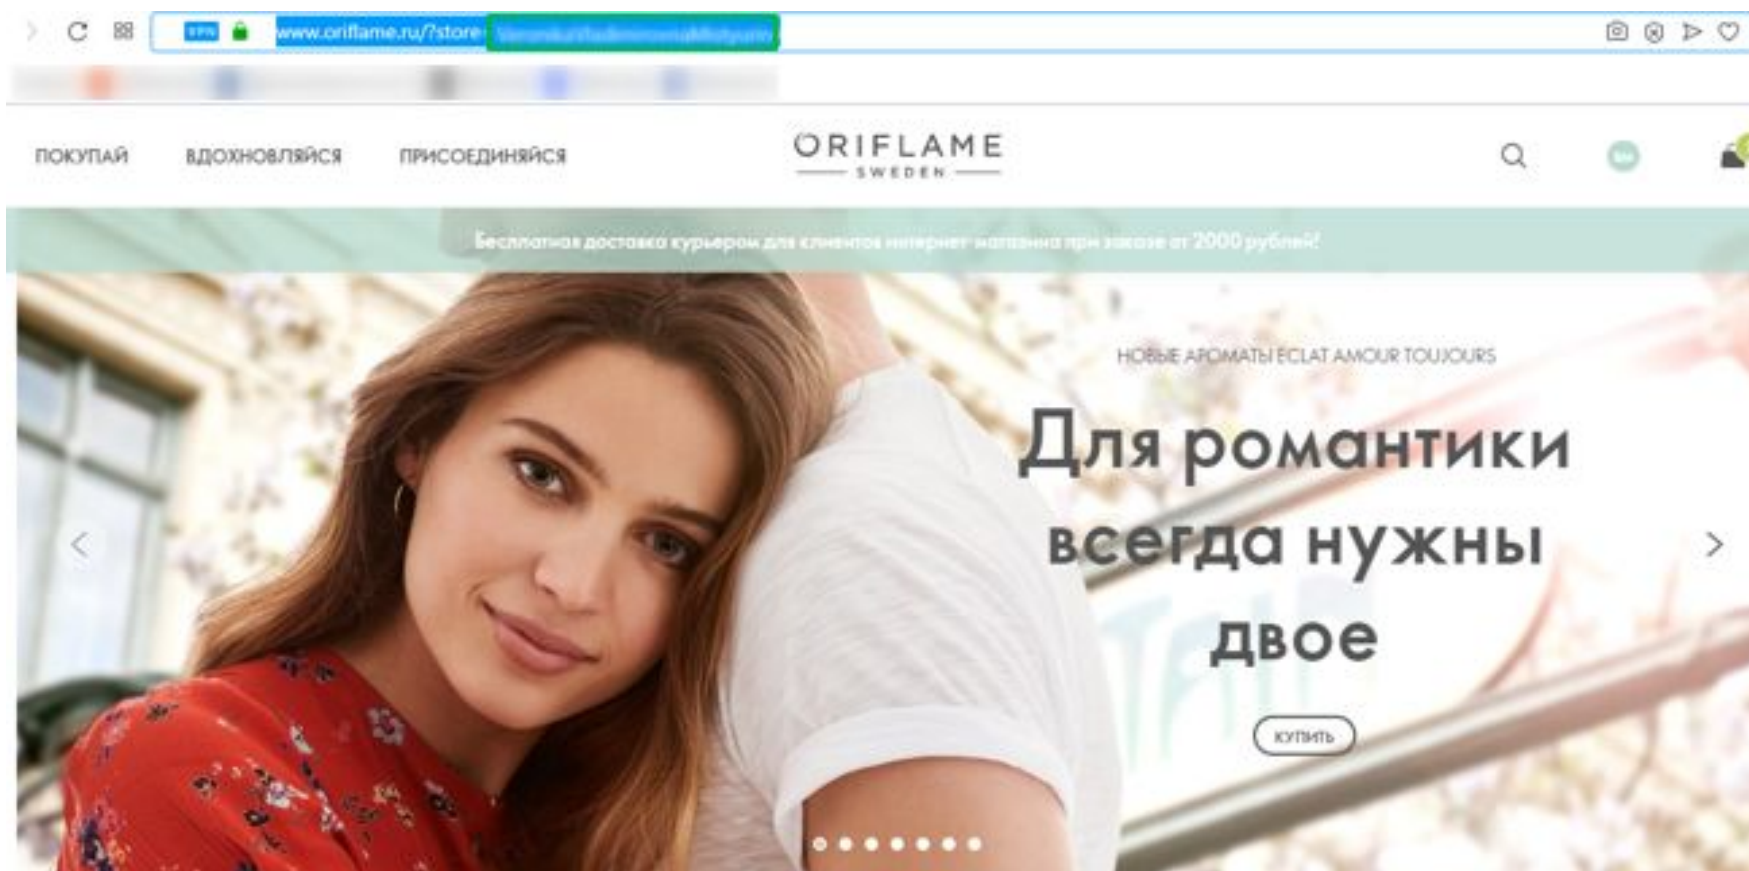 VPN www.oriflame.ru/?store=
ПОКУПАЙ ВДОХНОВЛЯЙСЯ ПРИСОЕДИНЯЙСЯ ORIFLAME
SWEDEN
Бесплатная доставка курьером для клиентов интернет-магазина при заказе от 2000 рублей!
НОВЫЕ АРОМАТЫ ECLAT AMOUR TOUJOURS
Для романтики
всегда нужны
двое
КУПИТЬ